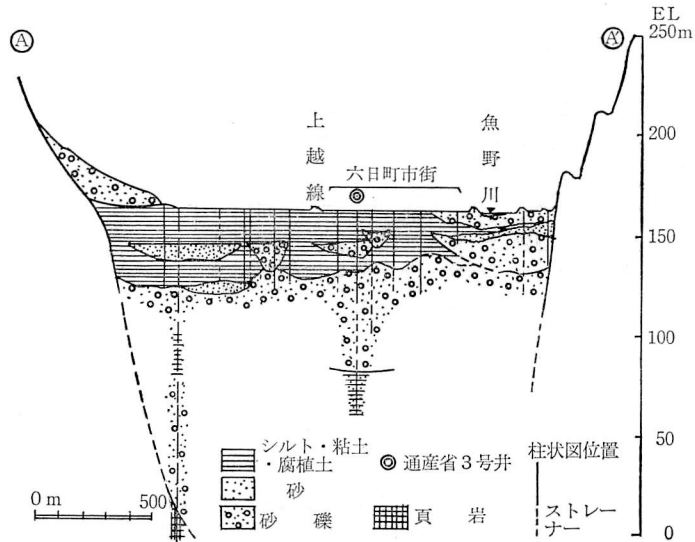 EL
250m
Ⓐ
Ⓐ′
200
150
100
50
0
上越線
六日町市街
魚野川
シルト・粘土
・腐植土
砂
砂 礫
通産省3号井
頁 岩
柱状図位置
ストレー
ナー
0 m 500